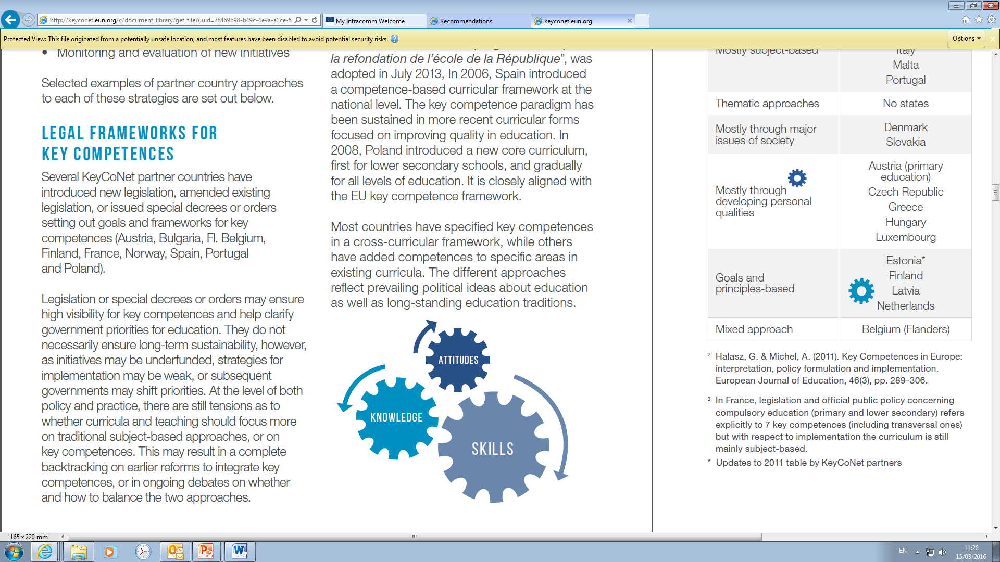 http://keyconet.eun.org/c/document_library/get_file?uuid=78469b98-b49c-4e9a-a1ce-5
My Intracomm Welcome
Recommendations
keyconet.eun.org
Protected View: This file originated from a potentially unsafe location, and most features have been disabled to avoid potential security risks.
Options
• Monitoring and evaluation of new initiatives
Selected examples of partner country approaches
to each of these strategies are set out below.
LEGAL FRAMEWORKS FOR
KEY COMPETENCES
Several KeyCoNet partner countries have
introduced new legislation, amended existing
legislation, or issued special decrees or orders
setting out goals and frameworks for key
competences (Austria, Bulgaria, Fl. Belgium,
Finland, France, Norway, Spain, Portugal
and Poland).
Legislation or special decrees or orders may ensure
high visibility for key competences and help clarify
government priorities for education. They do not
necessarily ensure long-term sustainability, however,
as initiatives may be underfunded, strategies for
implementation may be weak, or subsequent
governments may shift priorities. At the level of both
policy and practice, there are still tensions as to
whether curricula and teaching should focus more
on traditional subject-based approaches, or on
key competences. This may result in a complete
backtracking on earlier reforms to integrate key
competences, or in ongoing debates on whether
and how to balance the two approaches.
la refondation de l’école de la République”, was
adopted in July 2013, In 2006, Spain introduced
a competence-based curricular framework at the
national level. The key competence paradigm has
been sustained in more recent curricular forms
focused on improving quality in education. In
2008, Poland introduced a new core curriculum,
first for lower secondary schools, and gradually
for all levels of education. It is closely aligned with
the EU key competence framework.
Most countries have specified key competences
in a cross-curricular framework, while others
have added competences to specific areas in
existing curricula. The different approaches
reflect prevailing political ideas about education
as well as long-standing education traditions.
ATTITUDES
KNOWLEDGE
SKILLS
Mostly subject-based
Italy
Malta
Portugal
Thematic approaches
No states
Mostly through major
issues of society
Denmark
Slovakia
Mostly through
developing personal
qualities
Austria (primary
education)
Czech Republic
Greece
Hungary
Luxembourg
Goals and
principles-based
Estonia*
Finland
Latvia
Netherlands
Mixed approach
Belgium (Flanders)
2 Halasz, G. & Michel, A. (2011). Key Competences in Europe:
interpretation, policy formulation and implementation.
European Journal of Education, 46(3), pp. 289-306.
3 In France, legislation and official public policy concerning
compulsory education (primary and lower secondary) refers
explicitly to 7 key competences (including transversal ones)
but with respect to implementation the curriculum is still
mainly subject-based.
* Updates to 2011 table by KeyCoNet partners
165 x 220 mm
EN
11:26
15/03/2016